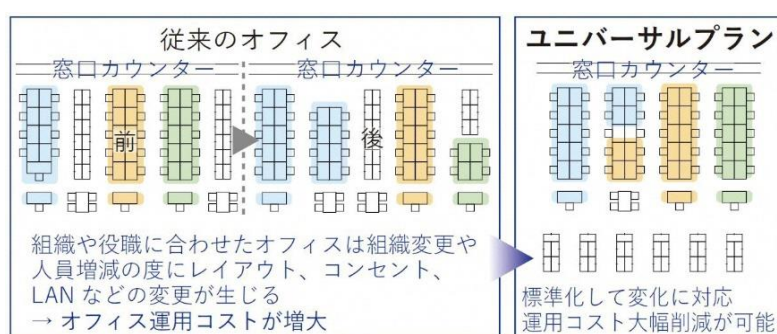 従来のオフィス
窓口カウンター
窓口カウンター
前
後
組織や役職に合わせたオフィスは組織変更や
人員増減の度にレイアウト、コンセント、
LAN などの変更が生じる
→ オフィス運用コストが増大
ユニバーサルプラン
窓口カウンター
標準化して変化に対応
運用コスト大幅削減が可能